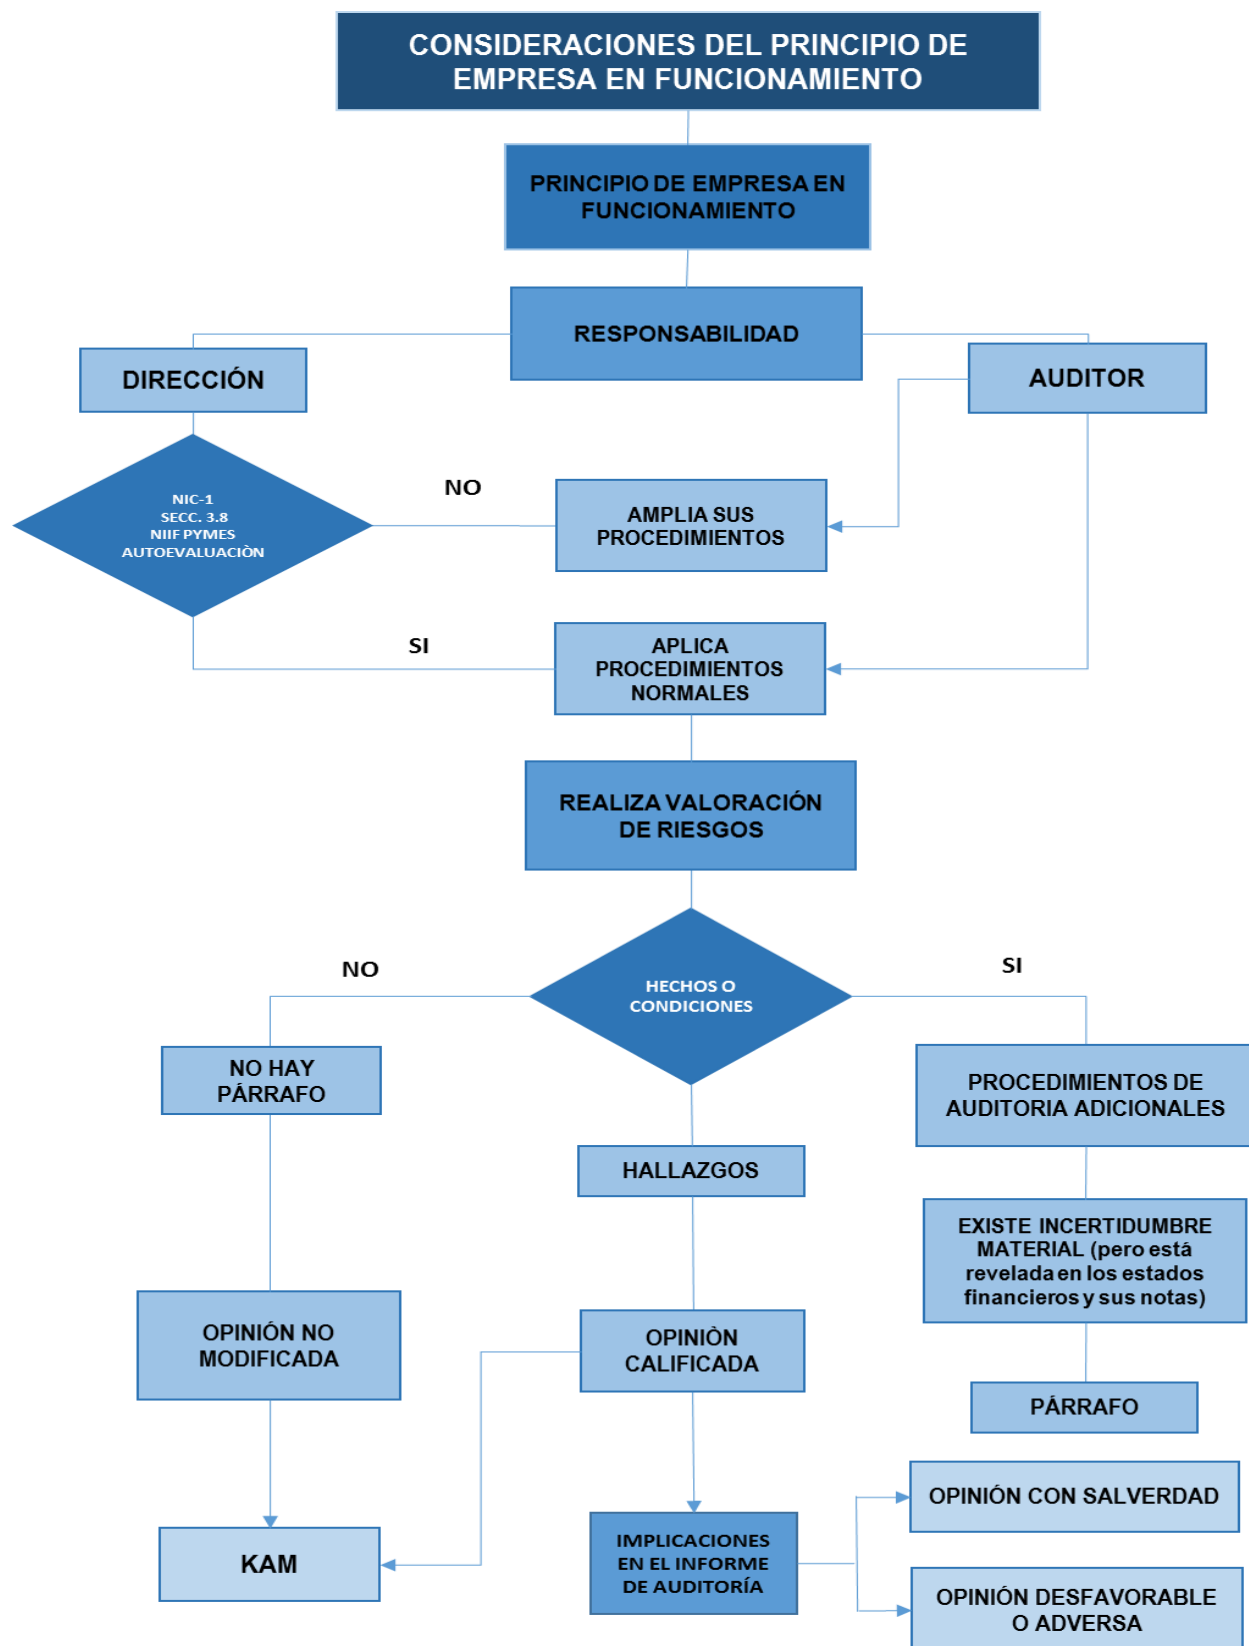 CONSIDERACIONES DEL PRINCIPIO DE
EMPRESA EN FUNCIONAMIENTO
PRINCIPIO DE EMPRESA EN
FUNCIONAMIENTO
RESPONSABILIDAD
DIRECCIÓN
AUDITOR
NIC-1
SECC. 3.8
NIIF PYMES
AUTOEVALUACIÒN
NO
AMPLIA SUS
PROCEDIMIENTOS
SI
APLICA
PROCEDIMIENTOS
NORMALES
REALIZA VALORACIÓN
DE RIESGOS
HECHOS O
CONDICIONES
NO
SI
NO HAY
PÁRRAFO
PROCEDIMIENTOS DE
AUDITORIA ADICIONALES
HALLAZGOS
EXISTE INCERTIDUMBRE
MATERIAL (pero está
revelada en los estados
financieros y sus notas)
OPINIÓN NO
MODIFICADA
OPINIÒN
CALIFICADA
PÁRRAFO
OPINIÓN CON SALVERDAD
KAM
IMPLICACIONES
EN EL INFORME
DE AUDITORÍA
OPINIÓN DESFAVORABLE
O ADVERSA